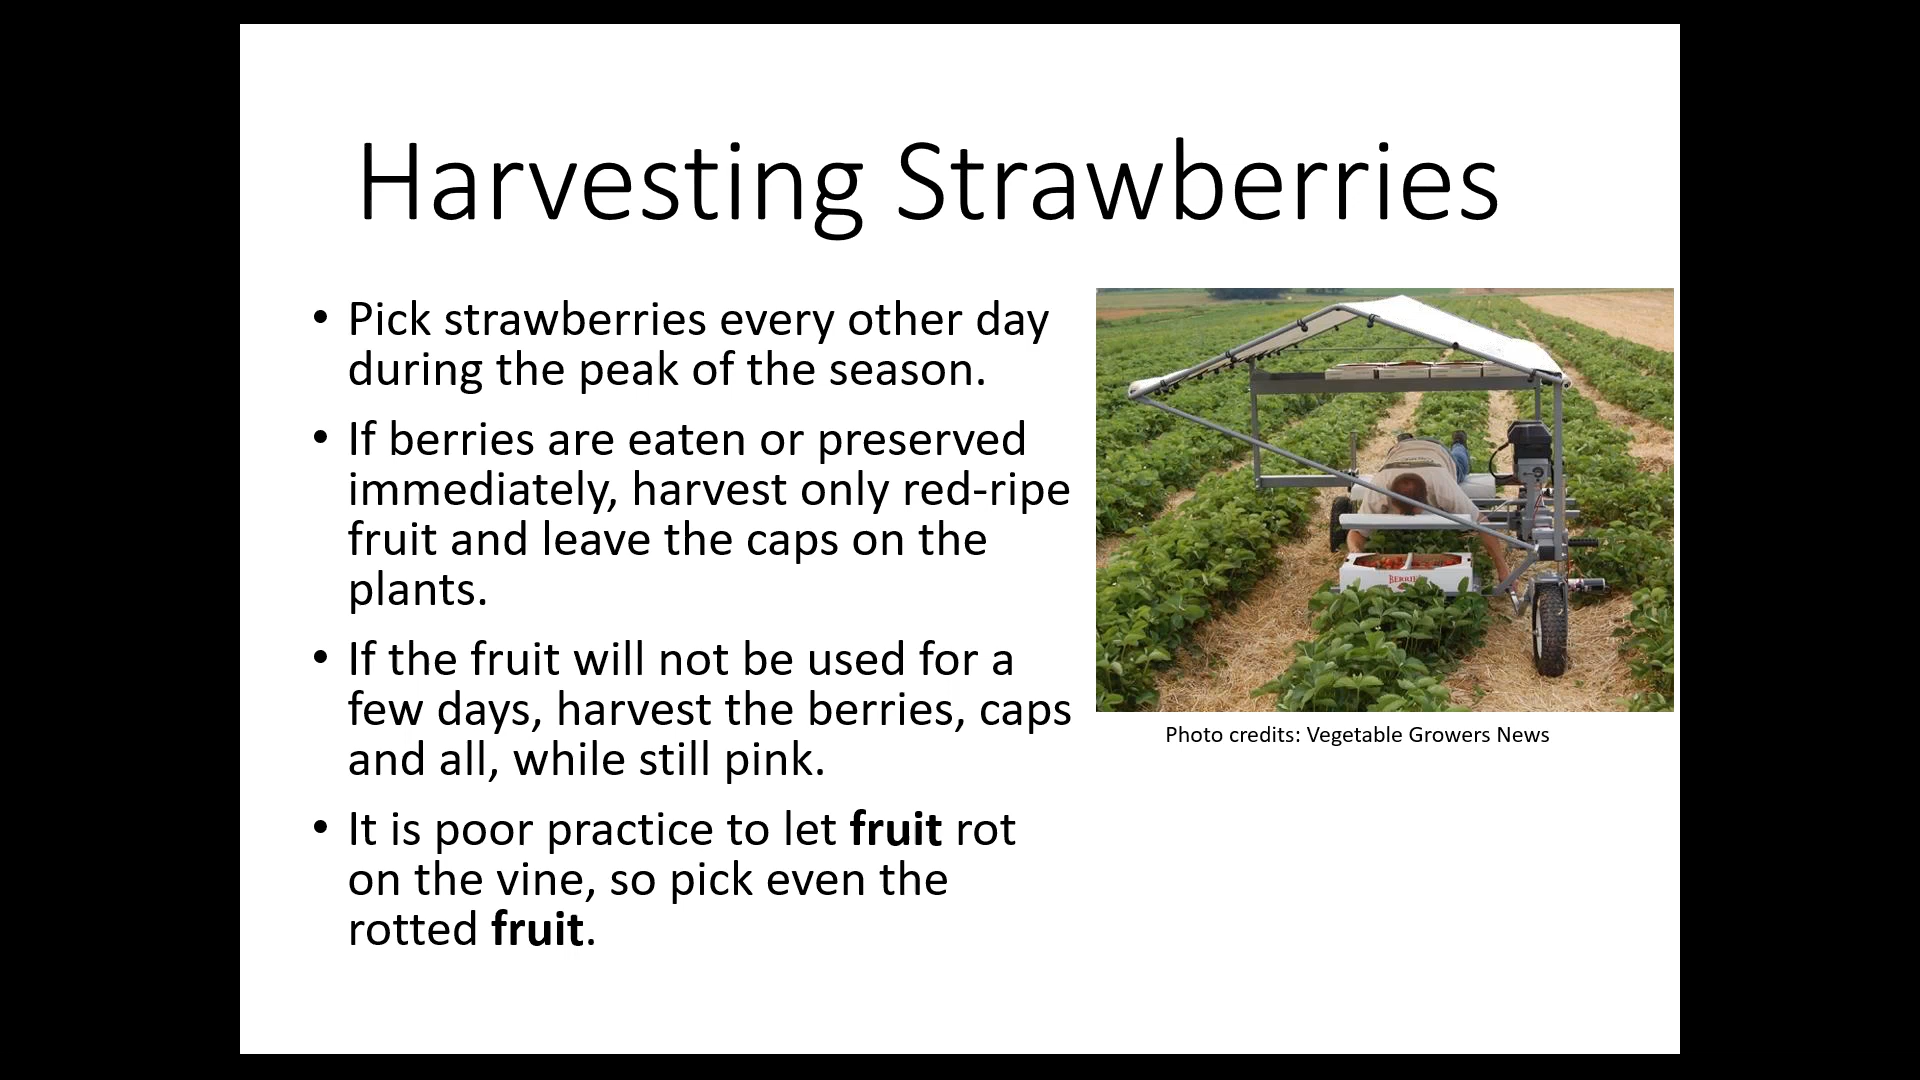 Harvesting Strawberries
• Pick strawberries every other day
during the peak of the season.
• If berries are eaten or preserved
immediately, harvest only red-ripe
fruit and leave the caps on the
plants.
• If the fruit will not be used for a
few days, harvest the berries, caps
and all, while still pink.
• It is poor practice to let fruit rot
on the vine, so pick even the
rotted fruit.
Photo credits: Vegetable Growers News